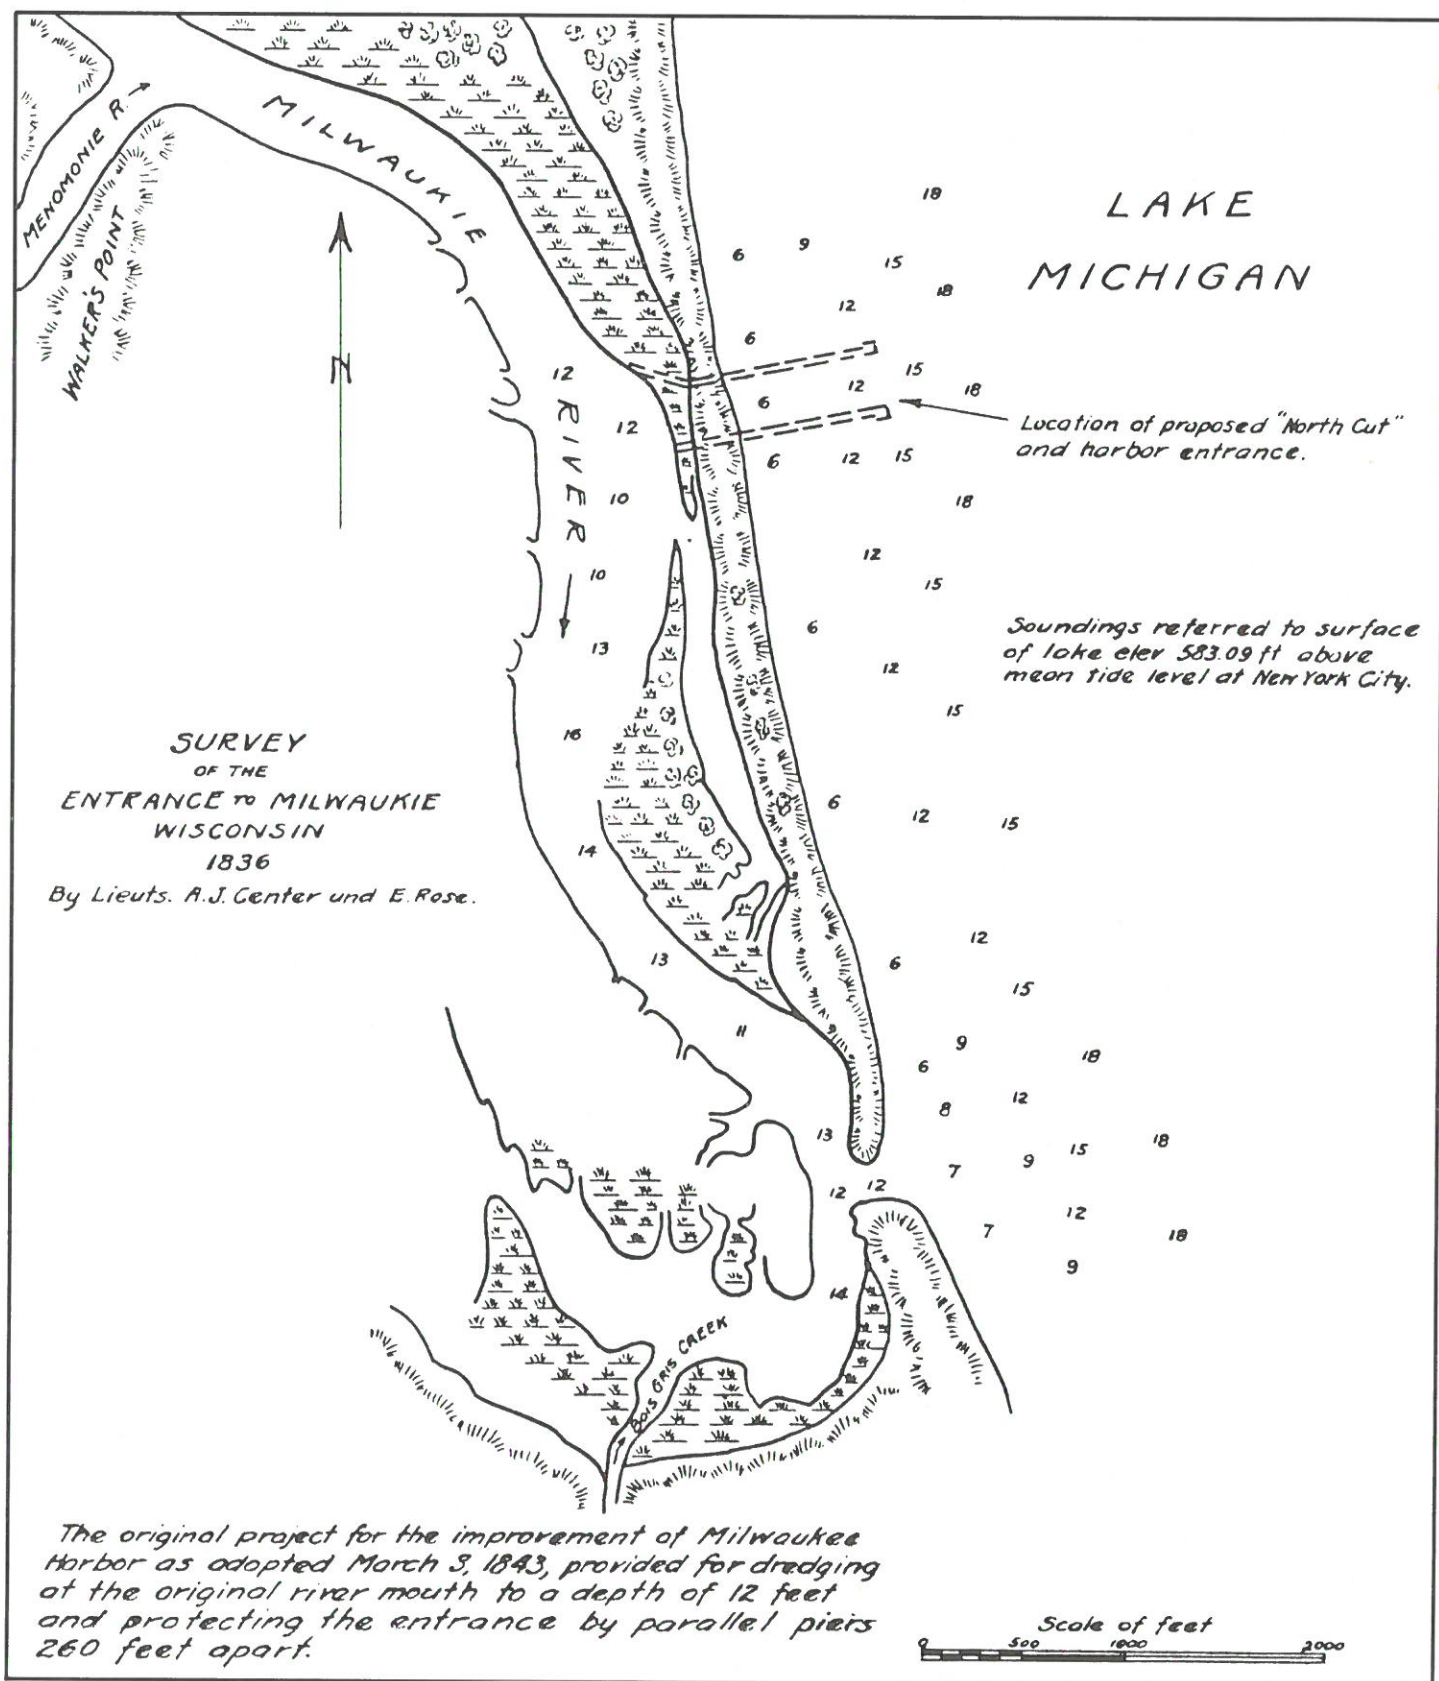 MENOMONIE R.
WALKER'S POINT
MILWAUKIE
RIVER
N
LAKE
MICHIGAN
18
9
6
15
18
12
6
15
12
18
6
12
Location of proposed "North Cut"
and harbor entrance.
12
6
12
15
10
18
12
10
15
6
13
Soundings referred to surface
of lake elev 583.09 ft above
mean tide level at New York City.
12
15
16
SURVEY
OF THE
ENTRANCE TO MILWAUKIE
WISCONSIN
1836
By Lieuts. A.J. Center und E. Rose.
6
12
15
14
12
13
6
15
11
9
18
6
12
8
13
18
15
9
7
12
12
12
7
18
9
14
BOIS GRIS CREEK
The original project for the improvement of Milwaukee
Harbor as adopted March 3, 1843, provided for dredging
at the original river mouth to a depth of 12 feet
and protecting the entrance by parallel piers
260 feet apart.
Scale of feet
0 500 1000 2000